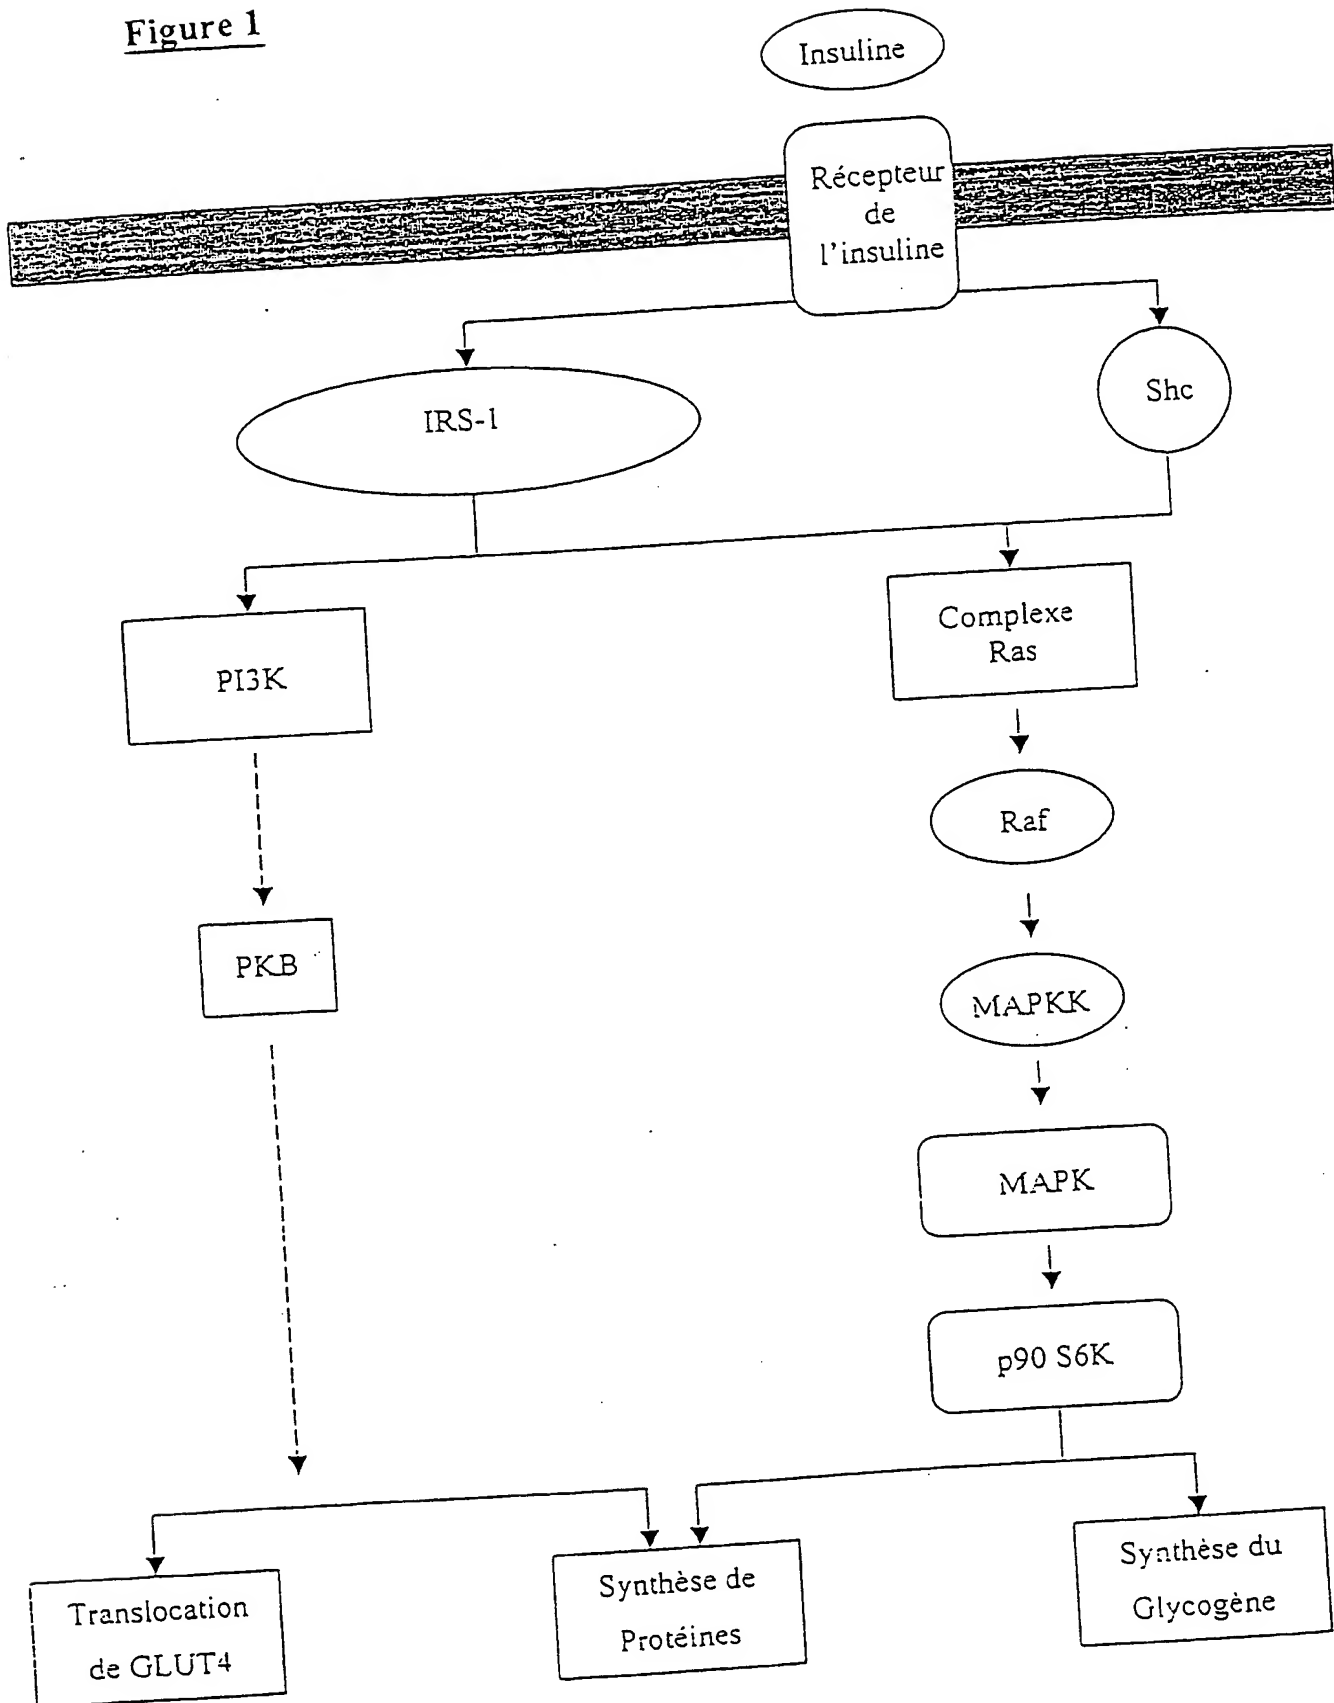 Figure 1
Insuline
Récepteur
de
l'insuline
IRS-1
Shc
Complexe
Ras
PI3K
Raf
PKB
MAPKK
MAPK
p90 S6K
Translocation
de GLUT4
Synthèse de
Protéines
Synthèse du
Glycogène